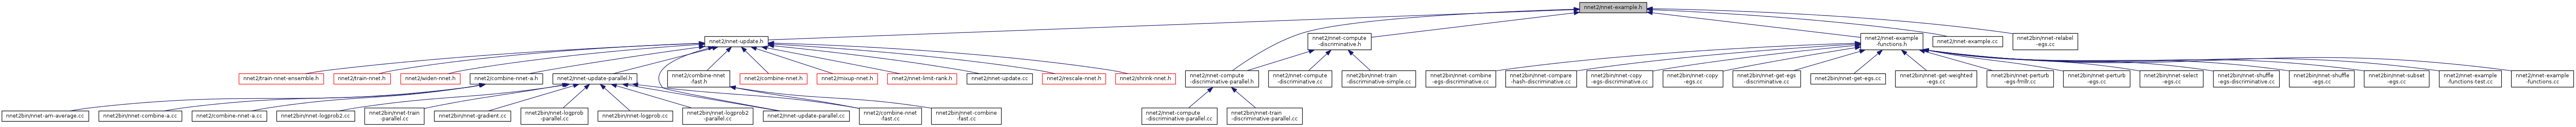 nnet2/nnet-example.h
nnet2/nnet-update.h
nnet2/nnet-compute
-discriminative.h
nnet2/nnet-example
-functions.h
nnet2/nnet-example.cc
nnet2bin/nnet-relabel
-egs.cc
nnet2/train-nnet-ensemble.h
nnet2/train-nnet.h
nnet2/widen-nnet.h
nnet2/combine-nnet-a.h
nnet2/nnet-update-parallel.h
nnet2/combine-nnet
-fast.h
nnet2/combine-nnet.h
nnet2/mixup-nnet.h
nnet2/nnet-limit-rank.h
nnet2/nnet-update.cc
nnet2/rescale-nnet.h
nnet2/shrink-nnet.h
nnet2/nnet-compute
-discriminative-parallel.h
nnet2/nnet-compute
-discriminative.cc
nnet2bin/nnet-train
-discriminative-simple.cc
nnet2bin/nnet-combine
-egs-discriminative.cc
nnet2bin/nnet-compare
-hash-discriminative.cc
nnet2bin/nnet-copy
-egs-discriminative.cc
nnet2bin/nnet-copy
-egs.cc
nnet2bin/nnet-get-egs
-discriminative.cc
nnet2bin/nnet-get-egs.cc
nnet2bin/nnet-get-weighted
-egs.cc
nnet2bin/nnet-perturb
-egs-fmllr.cc
nnet2bin/nnet-perturb
-egs.cc
nnet2bin/nnet-select
-egs.cc
nnet2bin/nnet-shuffle
-egs-discriminative.cc
nnet2bin/nnet-shuffle
-egs.cc
nnet2bin/nnet-subset
-egs.cc
nnet2/nnet-example
-functions-test.cc
nnet2/nnet-example
-functions.cc
nnet2bin/nnet-am-average.cc
nnet2bin/nnet-combine-a.cc
nnet2/combine-nnet-a.cc
nnet2bin/nnet-logprob2.cc
nnet2bin/nnet-train
-parallel.cc
nnet2bin/nnet-gradient.cc
nnet2bin/nnet-logprob
-parallel.cc
nnet2bin/nnet-logprob.cc
nnet2bin/nnet-logprob2
-parallel.cc
nnet2/nnet-update-parallel.cc
nnet2/combine-nnet
-fast.cc
nnet2bin/nnet-combine
-fast.cc
nnet2/nnet-compute
-discriminative-parallel.cc
nnet2bin/nnet-train
-discriminative-parallel.cc